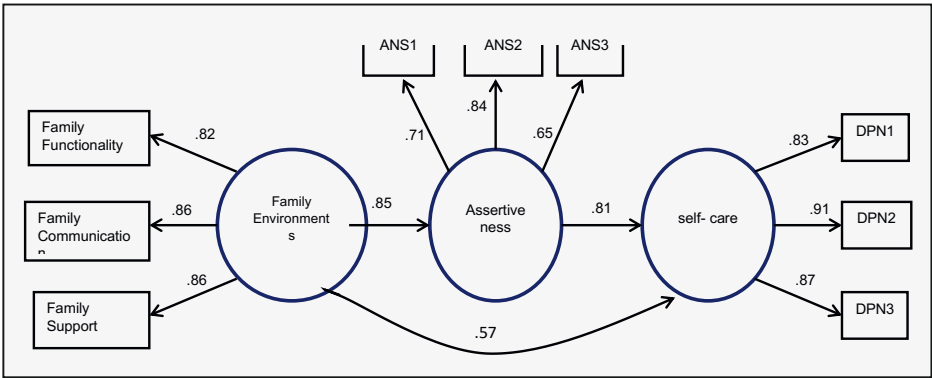 ANS1
ANS2
ANS3
.84
.71
.65
Family
Functionality
.82
Family
Communicatio
n
.86
Family
Support
.86
Family
Environment
s
.85
Assertive
ness
.81
self- care
.57
.83
DPN1
.91
DPN2
.87
DPN3